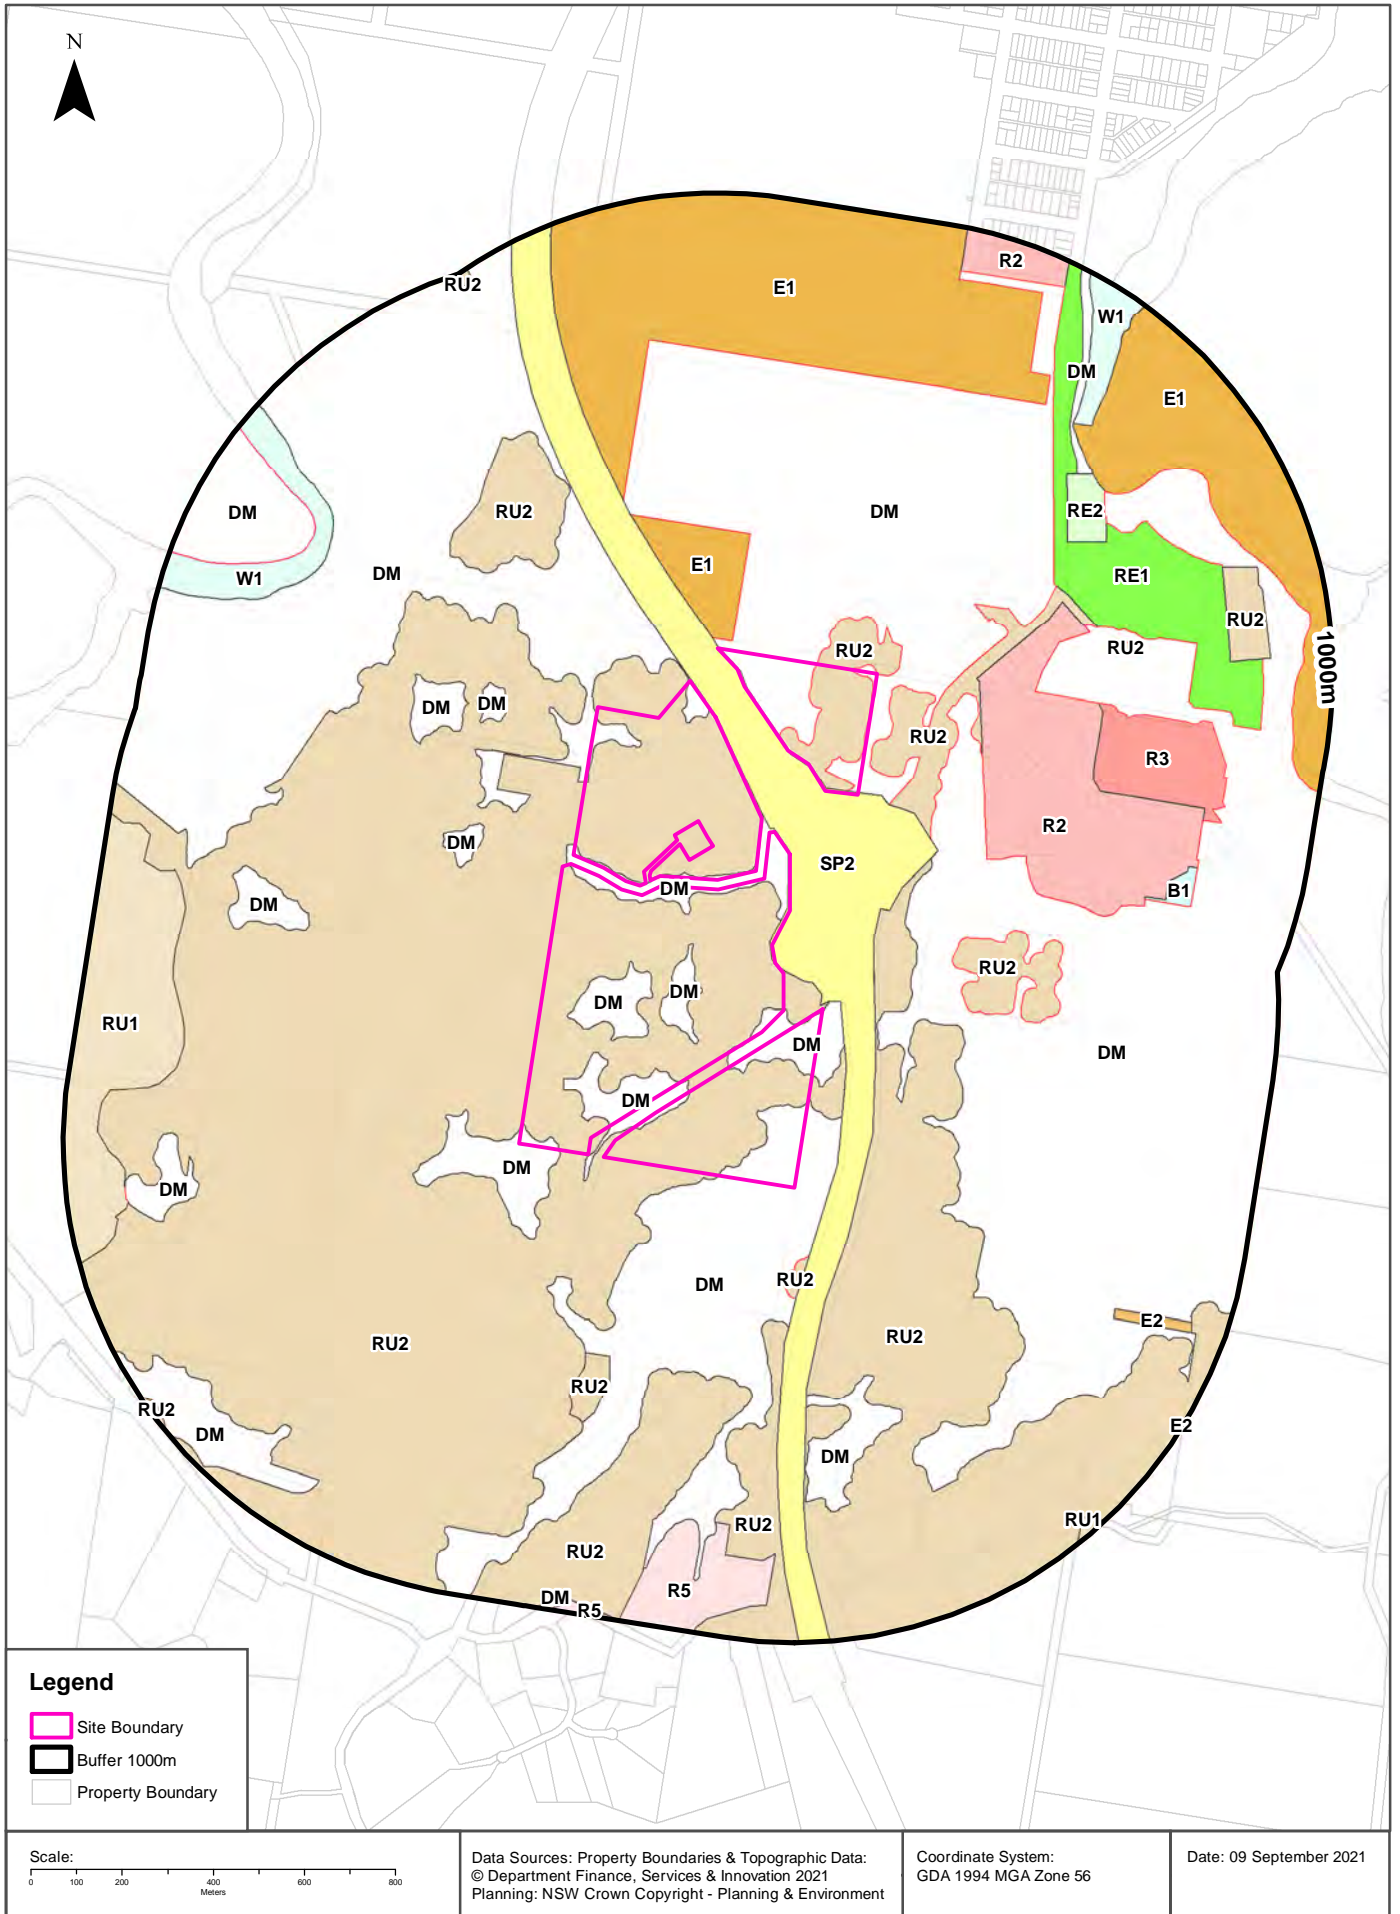 N
R2
RU2
E1
W1
DM
E1
DM
RU2
DM
RE2
E1
DM
RE1
W1
RU2
RU2
RU2
1000m
DM
DM
RU2
R3
R2
DM
SP2
DM
B1
DM
RU2
DM
DM
RU1
DM
DM
DM
DM
DM
RU2
DM
E2
RU2
RU2
RU2
RU2
E2
DM
DM
RU1
RU2
RU2
R5
DM
R5
Legend
Site Boundary
Buffer 1000m
Property Boundary
Scale:
0 100 200 400 600 800
Meters
Data Sources: Property Boundaries & Topographic Data:
© Department Finance, Services & Innovation 2021
Planning: NSW Crown Copyright - Planning & Environment
Coordinate System:
GDA 1994 MGA Zone 56
Date: 09 September 2021